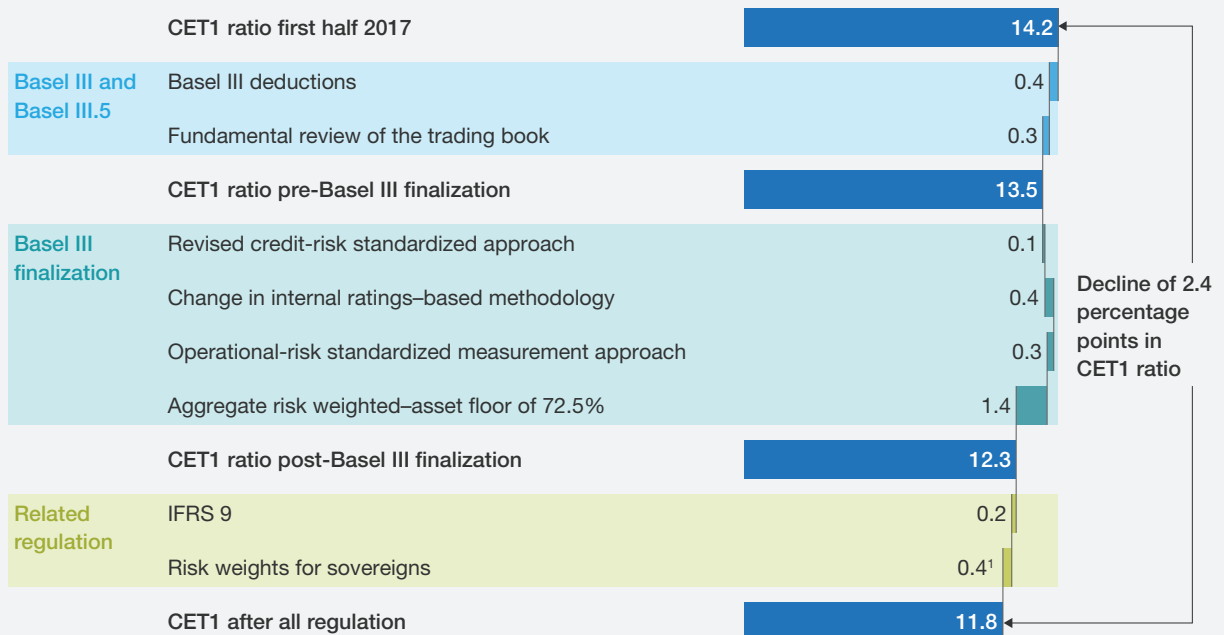 CET1 ratio first half 2017 14.2
Basel III and
Basel III.5
Basel III deductions 0.4
Fundamental review of the trading book 0.3
CET1 ratio pre-Basel III finalization 13.5
Basel III
finalization
Revised credit-risk standardized approach 0.1
Change in internal ratings–based methodology 0.4
Operational-risk standardized measurement approach 0.3
Aggregate risk weighted–asset floor of 72.5% 1.4
Decline of 2.4
percentage
points in
CET1 ratio
CET1 ratio post-Basel III finalization 12.3
Related
regulation
IFRS 9 0.2
Risk weights for sovereigns 0.4¹
CET1 after all regulation 11.8